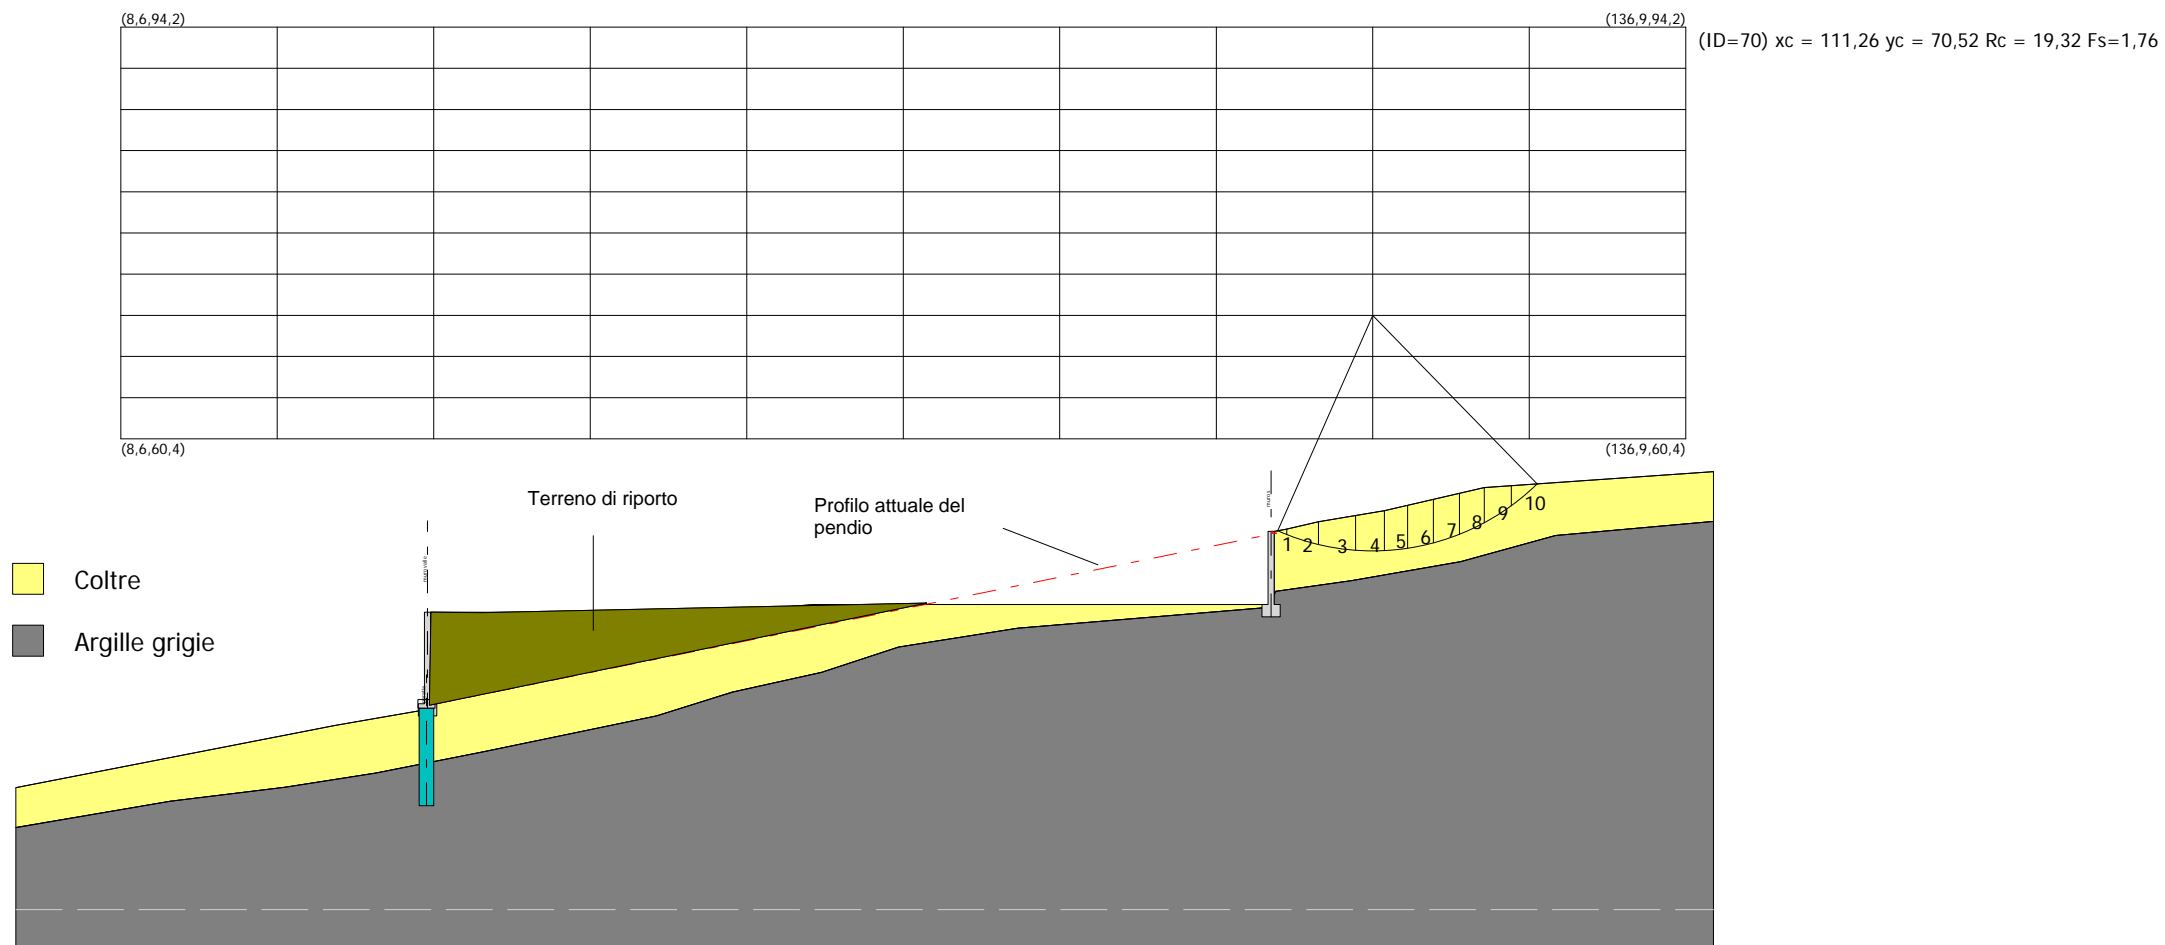 (8,6,94,2)
(136,9,94,2)
(ID=70) xc = 111,26 yc = 70,52 Rc = 19,32 Fs=1,76
(8,6,60,4)
(136,9,60,4)
Terreno di riporto
Profilo attuale del
pendio
1 2 3 4 5 6 7 8 9 10
Coltre
Argille grigie